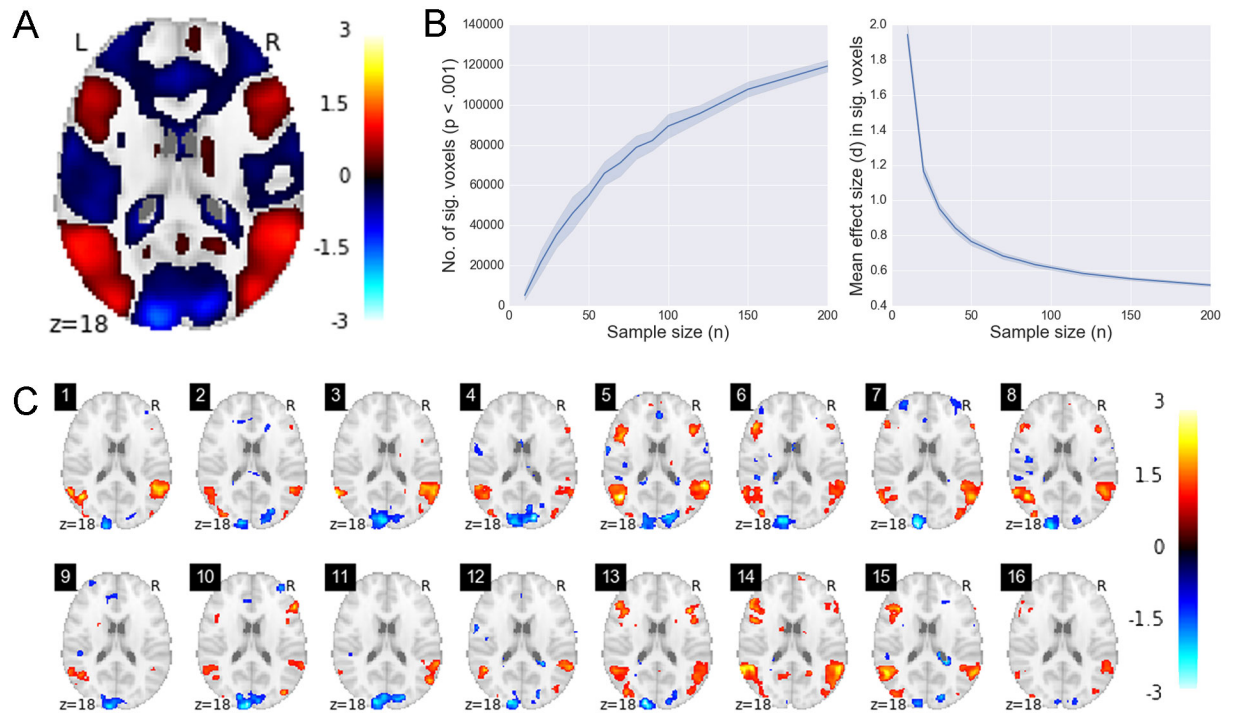 A
L
R
z=18
3
1.5
0
-1.5
-3
B
No. of sig. voxels (p < .001)
140000
120000
100000
80000
60000
40000
20000
0
0 50 100 150 200
Sample size (n)
Mean effect size (d) in sig. voxels
2.0
1.8
1.6
1.4
1.2
1.0
0.8
0.6
0.4
0 50 100 150 200
Sample size (n)
C
1 R 2 R 3 R 4 R 5 R 6 R 7 R 8 R
z=18 z=18 z=18 z=18 z=18 z=18 z=18 z=18
9 R 10 R 11 R 12 R 13 R 14 R 15 R 16 R
z=18 z=18 z=18 z=18 z=18 z=18 z=18 z=18
3
1.5
0
-1.5
-3